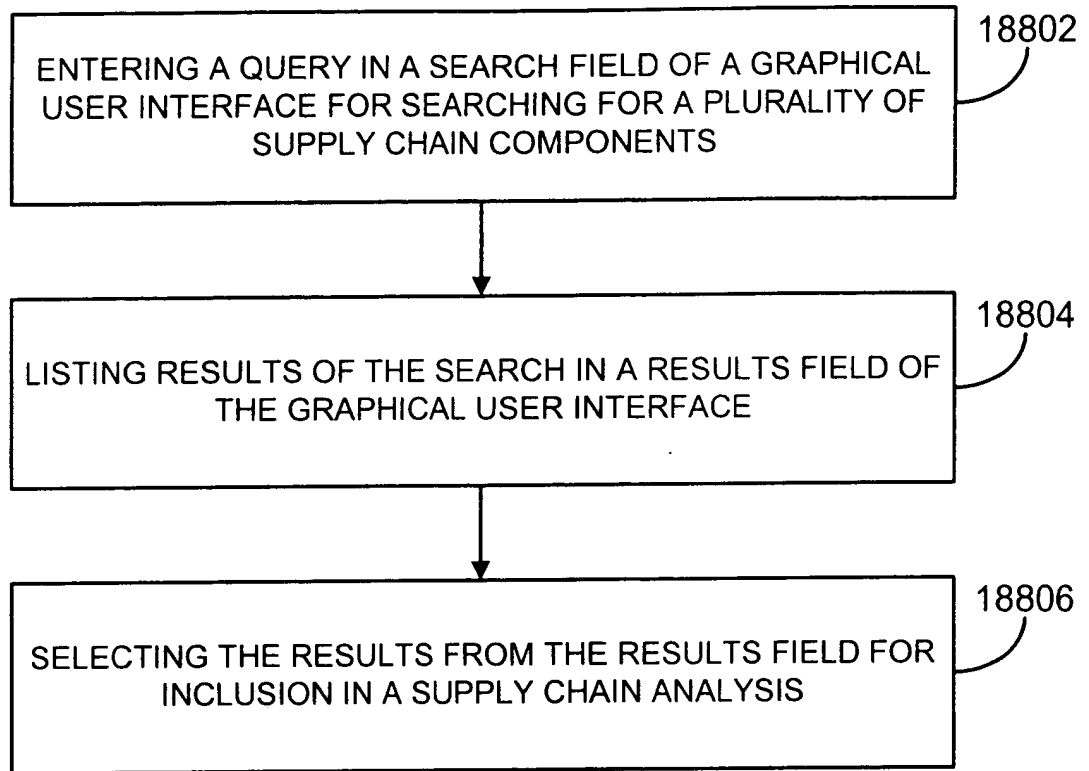 18802
ENTERING A QUERY IN A SEARCH FIELD OF A GRAPHICAL
USER INTERFACE FOR SEARCHING FOR A PLURALITY OF
SUPPLY CHAIN COMPONENTS
18804
LISTING RESULTS OF THE SEARCH IN A RESULTS FIELD OF
THE GRAPHICAL USER INTERFACE
18806
SELECTING THE RESULTS FROM THE RESULTS FIELD FOR
INCLUSION IN A SUPPLY CHAIN ANALYSIS